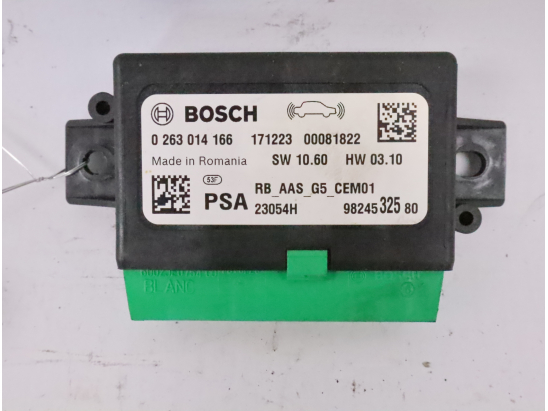 BOSCH
0 263 014 166 171223 00081822
Made in Romania SW 10.60 HW 03.10
53F
PSA RB_AAS_G5_CEM01
23054H 98245 325 80
BLANC